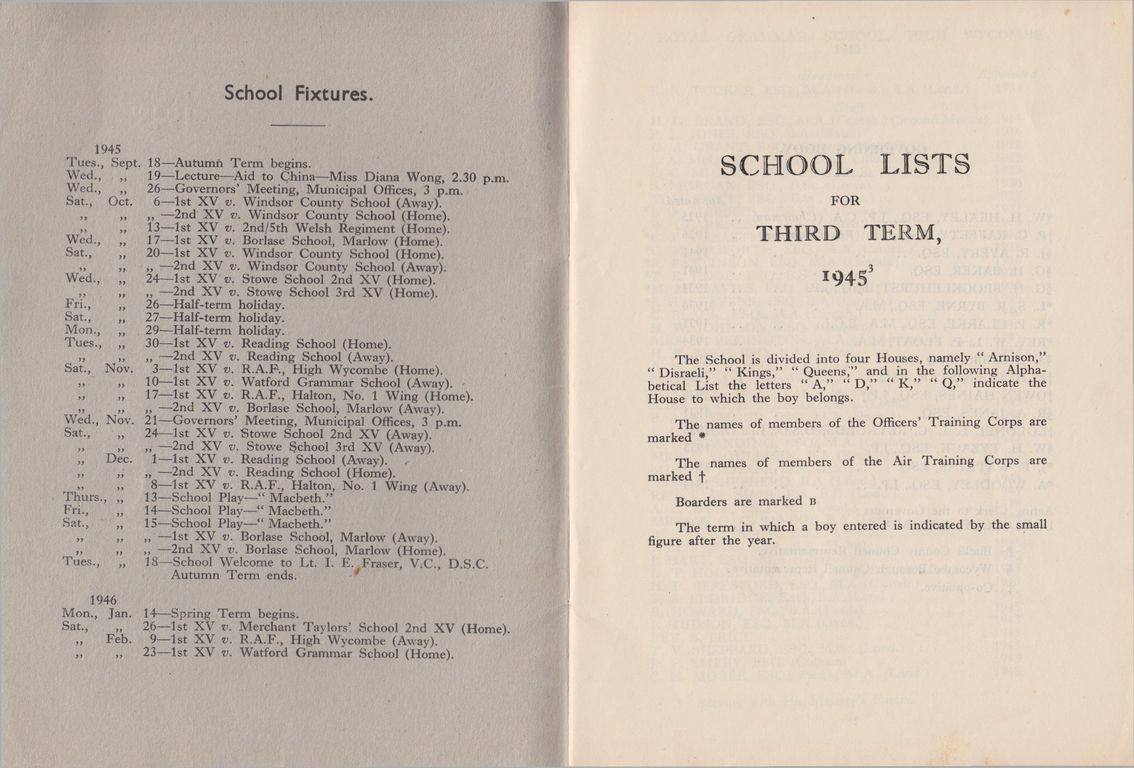 School Fixtures.
1945
Tues., Sept. 18—Autumn Term begins.
Wed., „ 19—Lecture—Aid to China—Miss Diana Wong, 2.30 p.m.
Wed., „ 26—Governors' Meeting, Municipal Offices, 3 p.m.
Sat., Oct. 6—1st XV v. Windsor County School (Away).
„ „ „ —2nd XV v. Windsor County School (Home).
„ „ 13—1st XV v. 2nd/5th Welsh Regiment (Home).
Wed., „ 17—1st XV v. Borlase School, Marlow (Home).
Sat., „ 20—1st XV v. Windsor County School (Home).
„ „ „ —2nd XV v. Windsor County School (Away).
Wed., „ 24—1st XV v. Stowe School 2nd XV (Home).
„ „ „ —2nd XV v. Stowe School 3rd XV (Home).
Fri., „ 26—Half-term holiday.
Sat., „ 27—Half-term holiday.
Mon., „ 29—Half-term holiday.
Tues., „ 30—1st XV v. Reading School (Home).
„ „ „ —2nd XV v. Reading School (Away).
Sat., Nov. 3—1st XV v. R.A.F., High Wycombe (Home).
„ „ 10—1st XV v. Watford Grammar School (Away).
„ „ 17—1st XV v. R.A.F., Halton, No. 1 Wing (Home).
„ „ „ —2nd XV v. Borlase School, Marlow (Away).
Wed., Nov. 21—Governors' Meeting, Municipal Offices, 3 p.m.
Sat., „ 24—1st XV v. Stowe School 2nd XV (Away).
„ „ „ —2nd XV v. Stowe School 3rd XV (Away).
„ Dec. 1—1st XV v. Reading School (Away).
„ „ „ —2nd XV v. Reading School (Home).
„ „ 8—1st XV v. R.A.F., Halton, No. 1 Wing (Away).
Thurs., „ 13—School Play—“ Macbeth.”
Fri., „ 14—School Play—“ Macbeth.”
Sat., „ 15—School Play—“ Macbeth.”
„ „ „ —1st XV v. Borlase School, Marlow (Away).
„ „ „ —2nd XV v. Borlase School, Marlow (Home).
Tues., „ 18—School Welcome to Lt. I. E. Fraser, V.C., D.S.C.
Autumn Term ends.
1946
Mon., Jan. 14—Spring Term begins.
Sat., „ 26—1st XV v. Merchant Taylors' School 2nd XV (Home).
„ Feb. 9—1st XV v. R.A.F., High Wycombe (Away).
„ „ 23—1st XV v. Watford Grammar School (Home).
SCHOOL LISTS
FOR
THIRD TERM,
1945³
The School is divided into four Houses, namely “ Arnison,”
“ Disraeli,” “ Kings,” “ Queens,” and in the following Alpha-
betical List the letters “ A,” “ D,” “ K,” “ Q,” indicate the
House to which the boy belongs.
The names of members of the Officers' Training Corps are
marked *
The names of members of the Air Training Corps are
marked †
Boarders are marked B
The term in which a boy entered is indicated by the small
figure after the year.